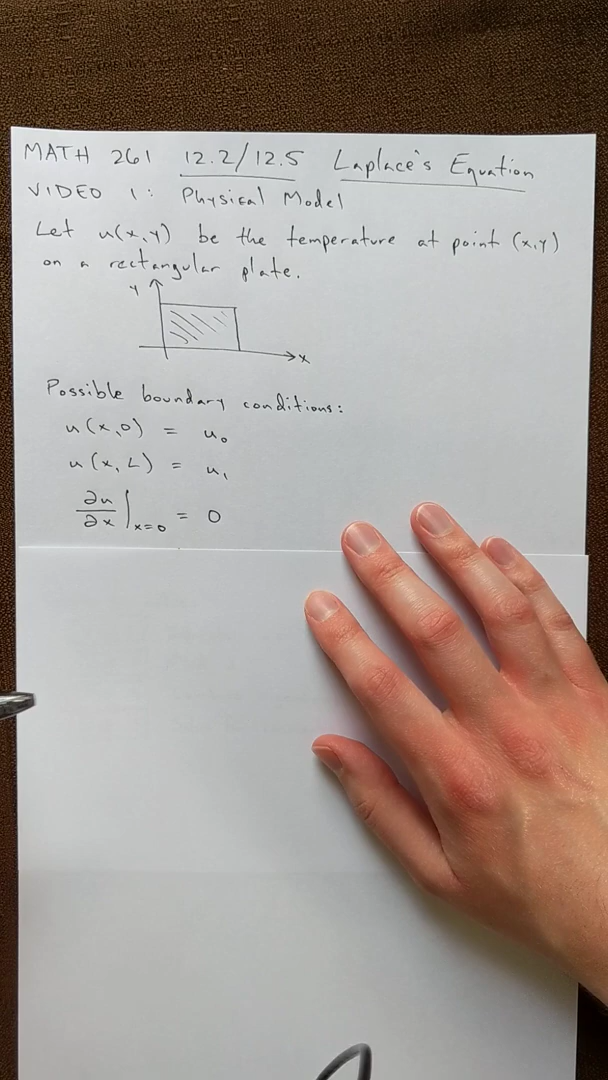 MATH 261 12.2/12.5 Laplace's Equation
VIDEO 1: Physical Model
Let u(x,y) be the temperature at point (x,y)
on a rectangular plate.
y
x
Possible boundary conditions:
u(x,0) = u₀
u(x,L) = u₁
∂u/∂x |ₓ₌₀ = 0